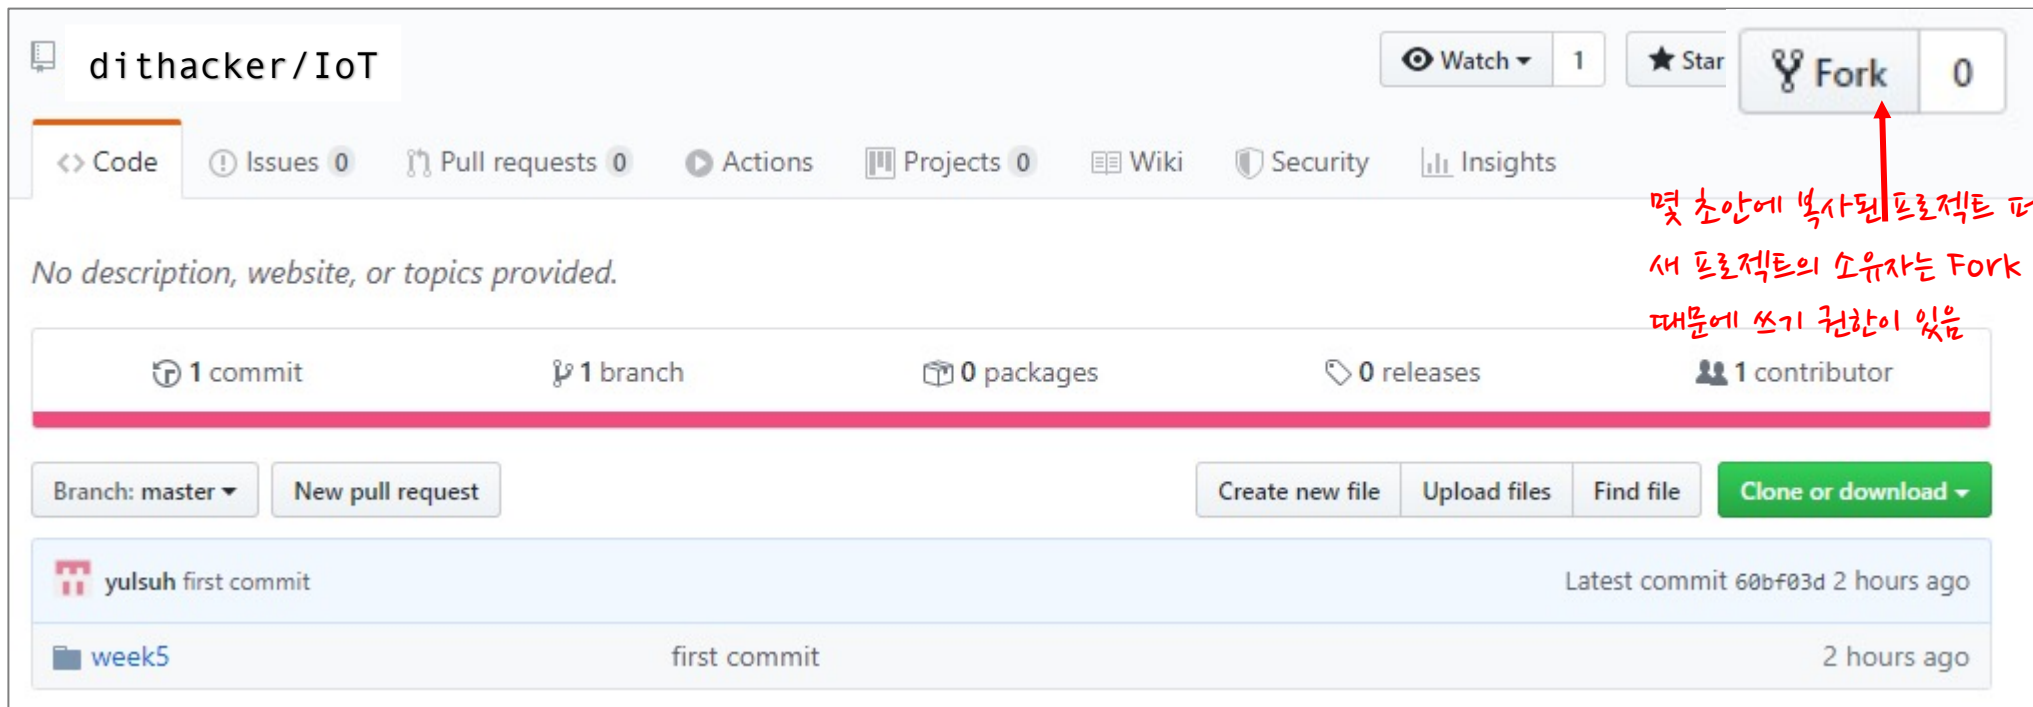 dithacker/IoT
Watch 1 Star Fork 0
Code Issues 0 Pull requests 0 Actions Projects 0 Wiki Security Insights
몇 초안에 복사된 프로젝트
새 프로젝트의 소유자는 Fork
때문에 쓰기 권한이 있음
No description, website, or topics provided.
1 commit 1 branch 0 packages 0 releases 1 contributor
Branch: master New pull request Create new file Upload files Find file Clone or download
yulsuh first commit Latest commit 60bf03d 2 hours ago
week5 first commit 2 hours ago